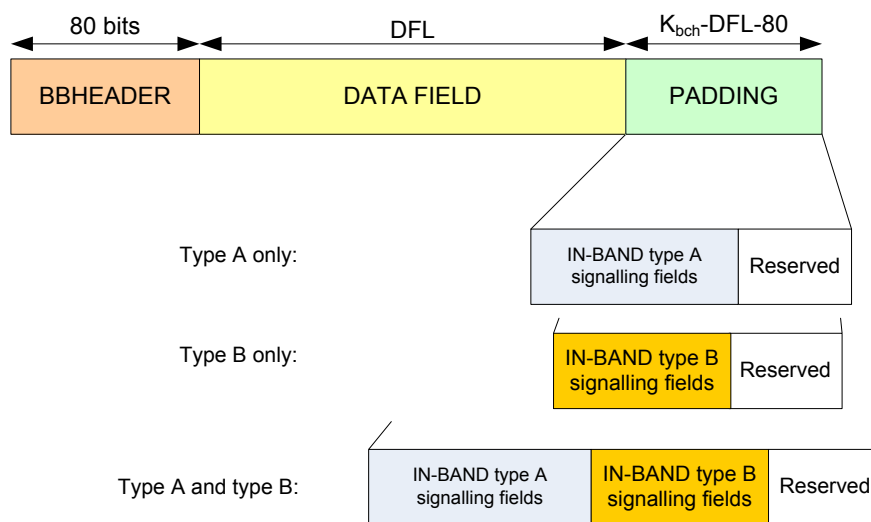 80 bits
DFL
Kbch-DFL-80
BBHEADER
DATA FIELD
PADDING
Type A only:
IN-BAND type A
signalling fields
Reserved
Type B only:
IN-BAND type B
signalling fields
Reserved
Type A and type B:
IN-BAND type A
signalling fields
IN-BAND type B
signalling fields
Reserved